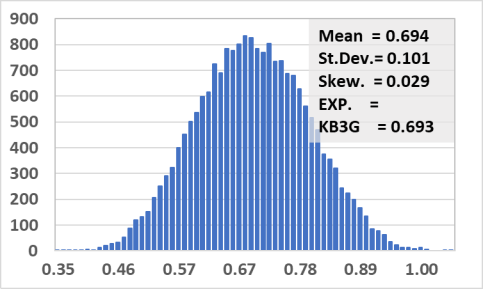 900
800
700
600
500
400
300
200
100
0
Mean = 0.694
St.Dev.= 0.101
Skew. = 0.029
EXP. =
KB3G = 0.693
0.35 0.46 0.57 0.67 0.78 0.89 1.00